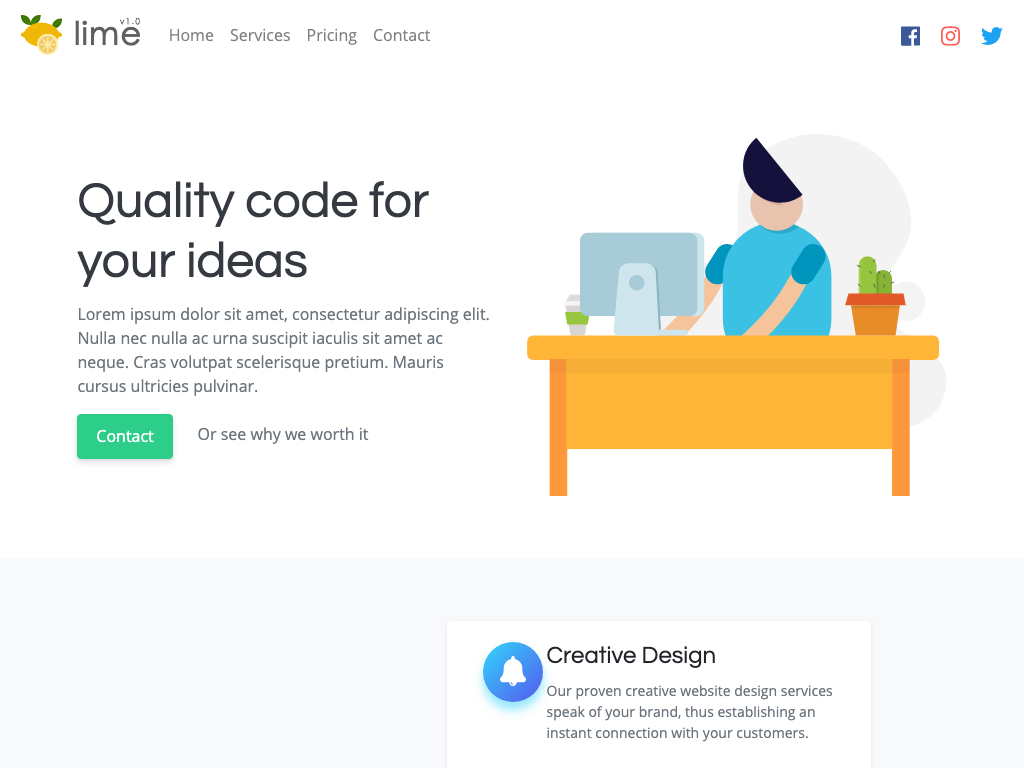 lime v1.0
Home Services Pricing Contact
Quality code for
your ideas
Lorem ipsum dolor sit amet, consectetur adipiscing elit.
Nulla nec nulla ac urna suscipit iaculis sit amet ac
neque. Cras volutpat scelerisque pretium. Mauris
cursus ultricies pulvinar.
Contact Or see why we worth it
Creative Design
Our proven creative website design services
speak of your brand, thus establishing an
instant connection with your customers.